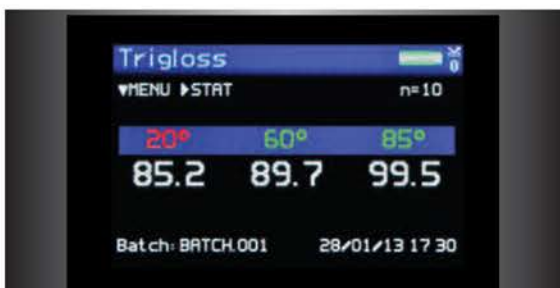 Trigloss
▼MENU ▶STAT n=10
20° 60° 85°
85.2 89.7 99.5
Batch: BATCH.001 28/01/13 17 30